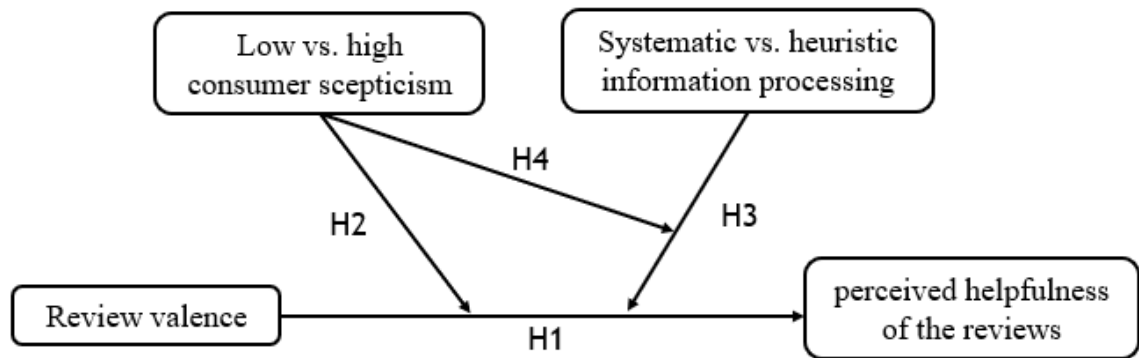 Low vs. high
consumer scepticism
Systematic vs. heuristic
information processing
H4
H2
H3
Review valence
H1
perceived helpfulness
of the reviews